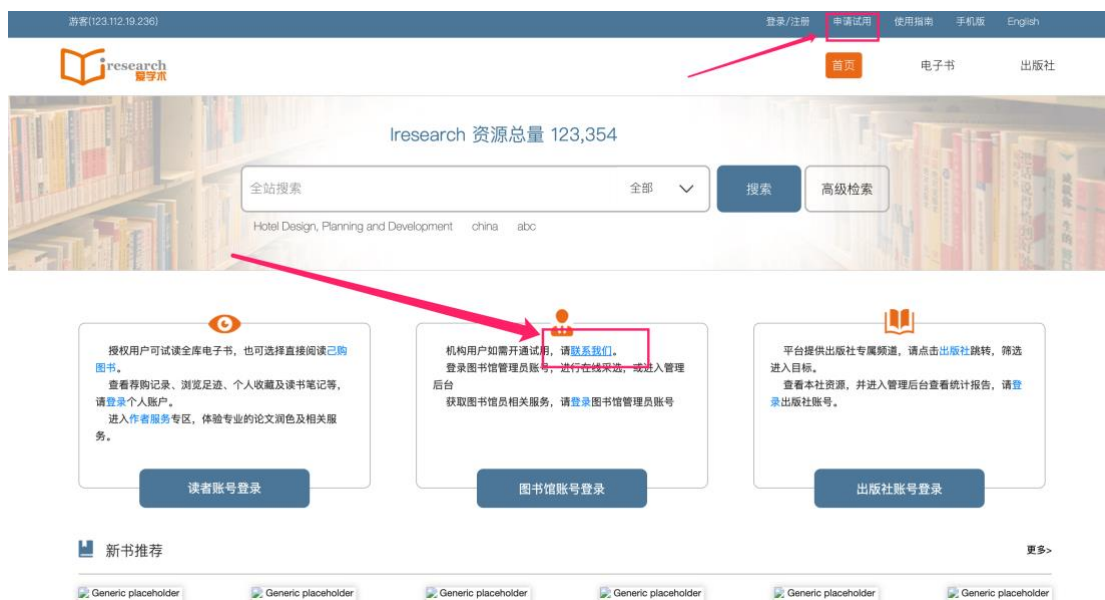 游客(123.112.19.236)
登录/注册 申请试用 使用指南 手机版 English
iresearch
爱学术
首页 电子书 出版社
Iresearch 资源总量 123,354
全站搜索 全部 搜索 高级检索
Hotel Design, Planning and Development china abc
授权用户可试读全库电子书，也可选择直接阅读己购
图书。
查看荐购记录、浏览足迹、个人收藏及读书笔记等，
请登录个人账户。
进入作者服务专区，体验专业的论文润色及相关服
务。
读者账号登录
机构用户如需开通试用，请联系我们。
登录图书馆管理员账号，进行在线采选，或进入管理
后台
获取图书馆员相关服务，请登录图书馆管理员账号
图书馆账号登录
平台提供出版社专属频道，请点击出版社跳转，筛选
进入目标。
查看本社资源，并进入管理后台查看统计报告，请登
录出版社账号。
出版社账号登录
新书推荐 更多>
Generic placeholder Generic placeholder Generic placeholder Generic placeholder Generic placeholder Generic placeholder